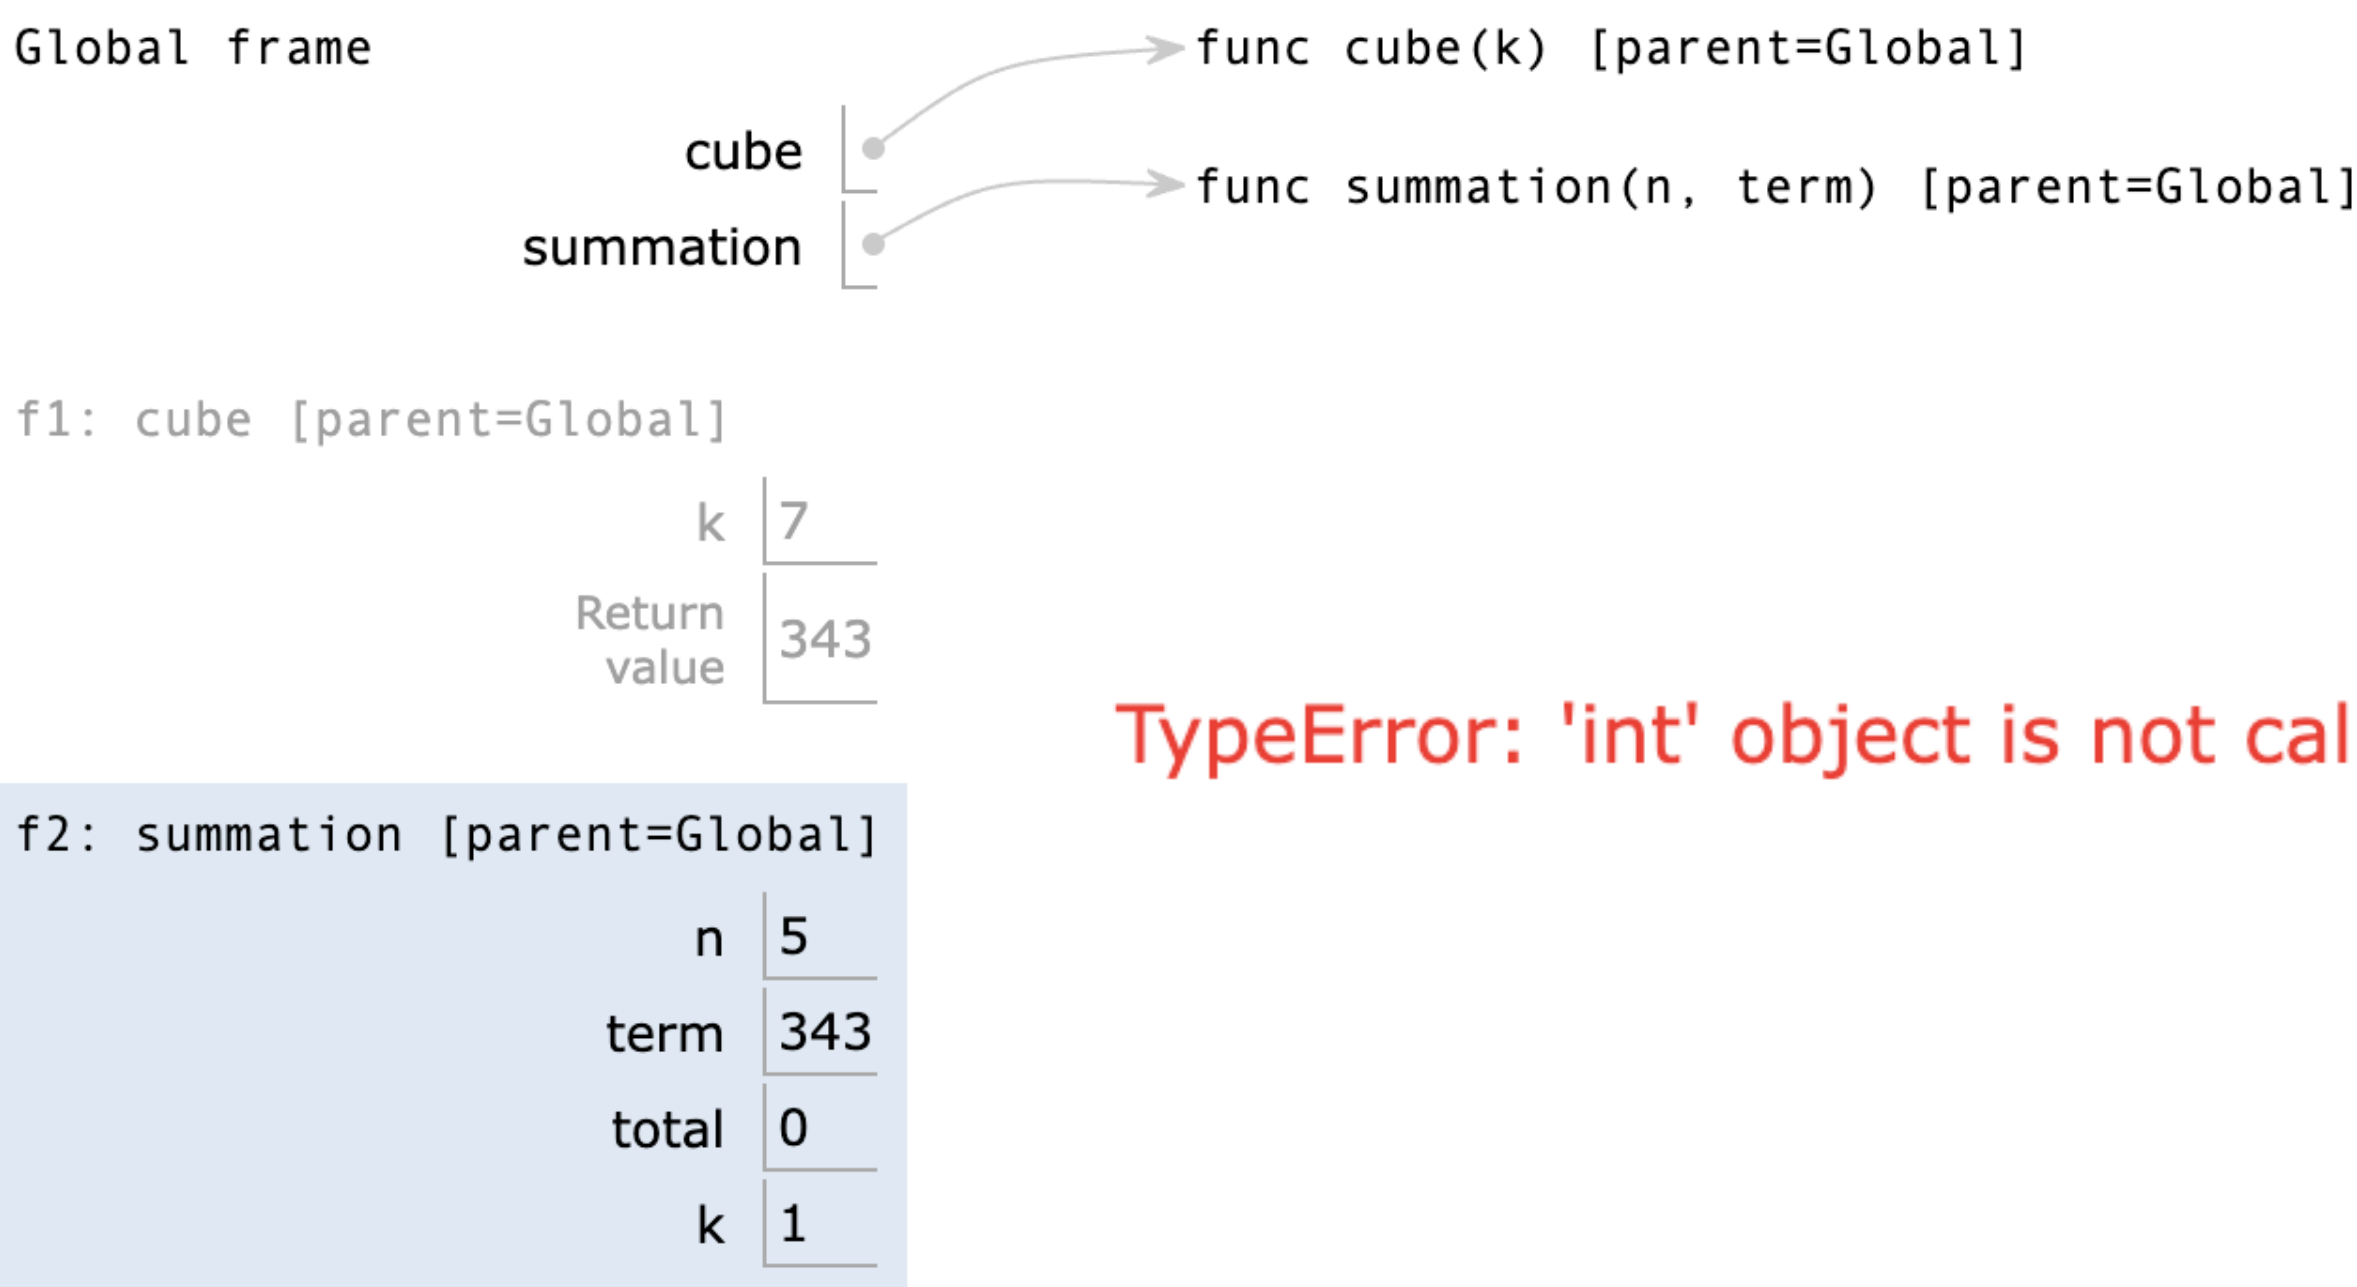 Global frame
func cube(k) [parent=Global]
cube
func summation(n, term) [parent=Global]
summation
f1: cube [parent=Global]
k 7
Return
value 343
TypeError: 'int' object is not cal
f2: summation [parent=Global]
n 5
term 343
total 0
k 1